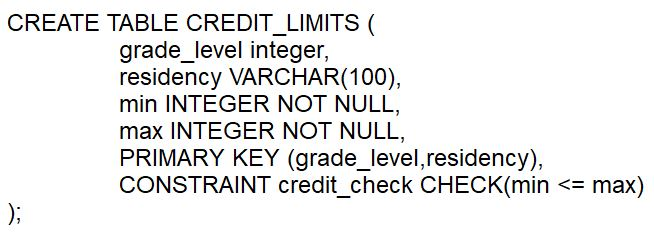 CREATE TABLE CREDIT_LIMITS (
grade_level integer,
residency VARCHAR(100),
min INTEGER NOT NULL,
max INTEGER NOT NULL,
PRIMARY KEY (grade_level,residency),
CONSTRAINT credit_check CHECK(min <= max)
);